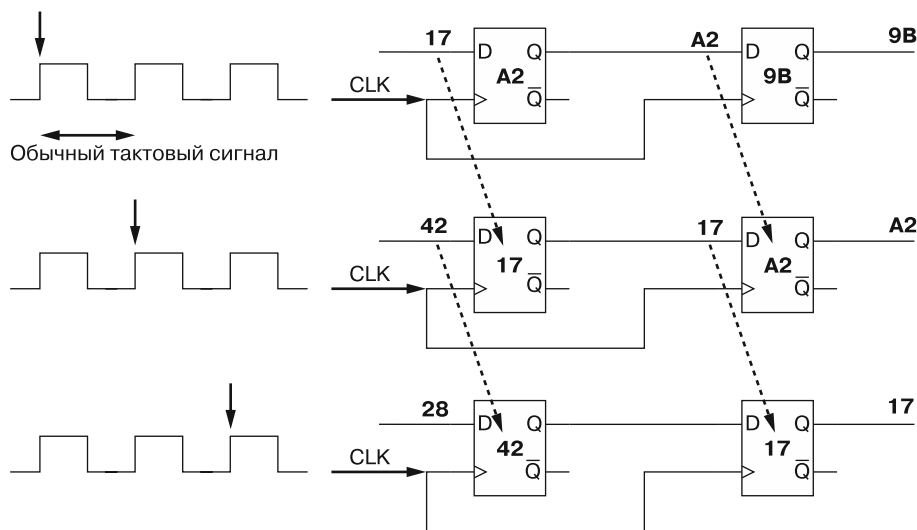 17 D Q A2 D Q 9B
A2 9B
CLK Q̅ Q̅
Обычный тактовый сигнал
42 D Q 17 D Q A2
17 A2
CLK Q̅ Q̅
28 D Q D Q 17
42 17
CLK Q̅ Q̅